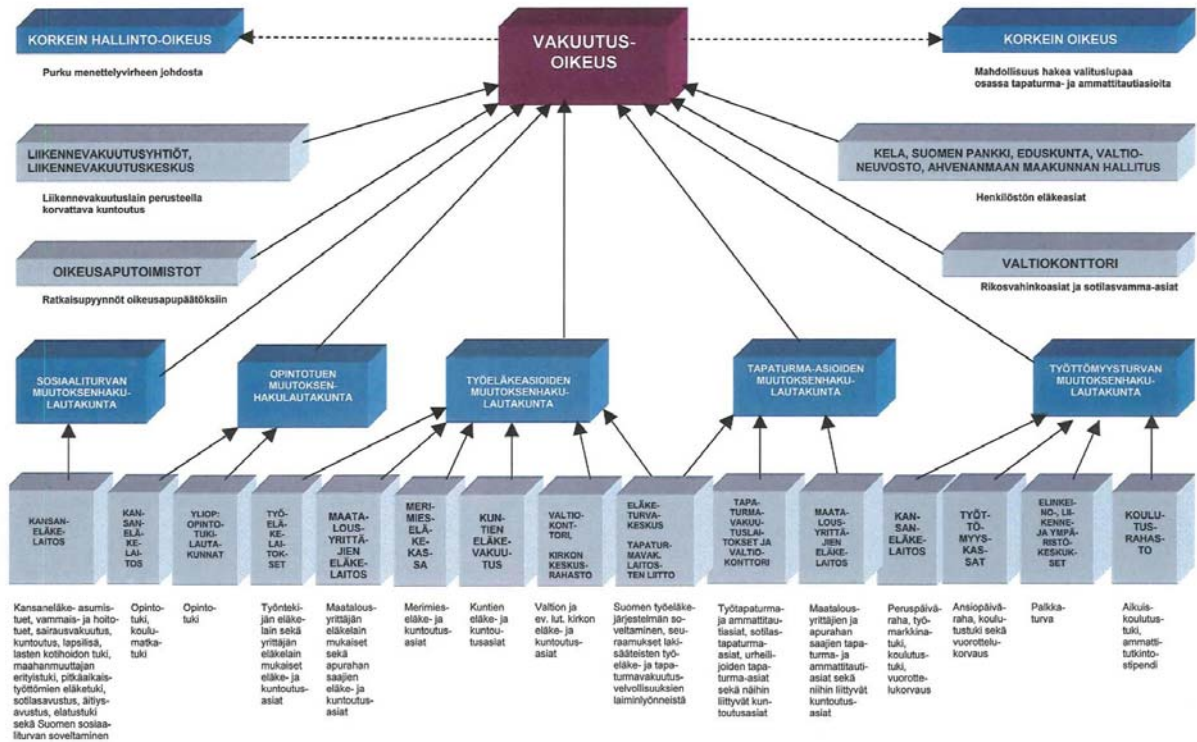 KORKEIN HALLINTO-OIKEUS
Purku menettelyvirheen johdosta
VAKUUTUS-
OIKEUS
KORKEIN OIKEUS
Mahdollisuus hakea valituslupaa
osassa tapaturma- ja ammattitautiasioita
LIIKENNEVAKUUTUSYHTIÖT,
LIIKENNEVAKUUTUSKESKUS
Liikennevakuutuslain perusteella
korvattava kuntoutus
KELA, SUOMEN PANKKI, EDUSKUNTA, VALTIO-
NEUVOSTO, AHVENANMAAN MAAKUNNAN HALLITUS
Henkilöstön eläkeasiat
OIKEUSAPUTOIMISTOT
Ratkaisupyynnöt oikeusapupäätöksiin
VALTIOKONTTORI
Rikosvahinkoasiat ja sotilasvamma-asiat
SOSIAALITURVAN
MUUTOKSENHAKU-
LAUTAKUNTA
OPINTOTUEN
MUUTOKSEN-
HAKULAUTAKUNTA
TYÖELÄKEASIOIDEN
MUUTOKSENHAKU-
LAUTAKUNTA
TAPATURMA-ASIOIDEN
MUUTOKSENHAKU-
LAUTAKUNTA
TYÖTTÖMYYSTURVAN
MUUTOKSENHAKU-
LAUTAKUNTA
KANSAN-
ELÄKE-
LAITOS
KAN-
SAN-
ELÄ-
KE-
LAI-
TOS
YLIOP:
OPINTO-
TUKI-
LAUTA-
KUNNAT
TYÖ-
ELÄ-
KE-
LAI-
TOK-
SET
MAATA-
LOUS-
YRITTÄ-
JIEN
ELÄKE-
LAITOS
MERI-
MIES-
ELÄ-
KE-
KAS-
SA
KUN-
TIEN
ELÄKE-
VAKUU-
TUS
VALTIO-
KONT-
TORI,
KIRKON
KESKUS-
RAHASTO
ELÄKE-
TURVA-
KESKUS
TAPATUR-
MAVAK.
LAITOS-
TEN LIITTO
TAPA-
TURMA-
VAKUU-
TUSLAI-
TOKSET JA
VALTIO-
KONTTORI
MAATA-
LOUS-
YRITTÄ-
JIEN
ELÄKE-
LAITOS
KAN-
SAN-
ELÄKE-
LAITOS
TYÖT-
TÖ-
MYYS-
KAS-
SAT
ELINKEI-
NO-, LII-
KENNE-
JA YMPÄ-
RISTÖ-
KESKUK-
SET
KOU-
LU-
TUS-
RAHAS-
TO
Kansaneläke- asumis-
tuet, vammais- ja hoito-
tuet, sairausvakuutus,
kuntoutus, lapsilisä,
lasten kotihoidon tuki,
maahanmuuttajan
erityistuki, pitkäaikais-
työttömien eläketuki,
sotilasavustus, äitiys-
avustus, elatustuki
sekä Suomen sosiaa-
liturvan soveltaminen
Opinto-
tuki,
koulu-
matka-
tuki
Opinto-
tuki
Työnteki-
jän eläke-
lain sekä
yrittäjän
eläkelain
mukaiset
eläke- ja
kuntoutus-
asiat
Maatalous-
yrittäjän
eläkelain
mukaiset
sekä
apurahan
saajien
eläke- ja
kuntoutus-
asiat
Merimies-
eläke- ja
kuntoutus-
asiat
Kuntien
eläke- ja
kuntou-
tusasiat
Valtion ja
ev. lut. kirkon
eläke- ja
kuntoutus-
asiat
Suomen työeläke-
järjestelmän so-
veltaminen, seu-
raamukset laki-
sääteisten työ-
eläke- ja tapa-
turmavakuutus-
velvollisuuksien
laiminlyönneistä
Työtapaturma-
ja ammattitau-
tiasiat, sotilas-
tapaturma-
asiat, urheili-
joiden tapa-
turma-asiat
sekä näihin
liittyvät kun-
toutusasiat
Maatalous-
yrittäjien ja
apurahan
saajien tapa-
turma- ja
ammattitauti-
asiat sekä
niihin liittyvät
kuntoutus-
asiat
Peruspäivä-
raha, työ-
markkina-
tuki,
koulutus-
tuki,
vuorotte-
lukorvaus
Ansiopäivä-
raha, koulu-
tustuki sekä
vuorottelu-
korvaus
Palkka-
turva
Aikuis-
koulutus-
tuki,
ammatti-
tutkinto-
stipendi